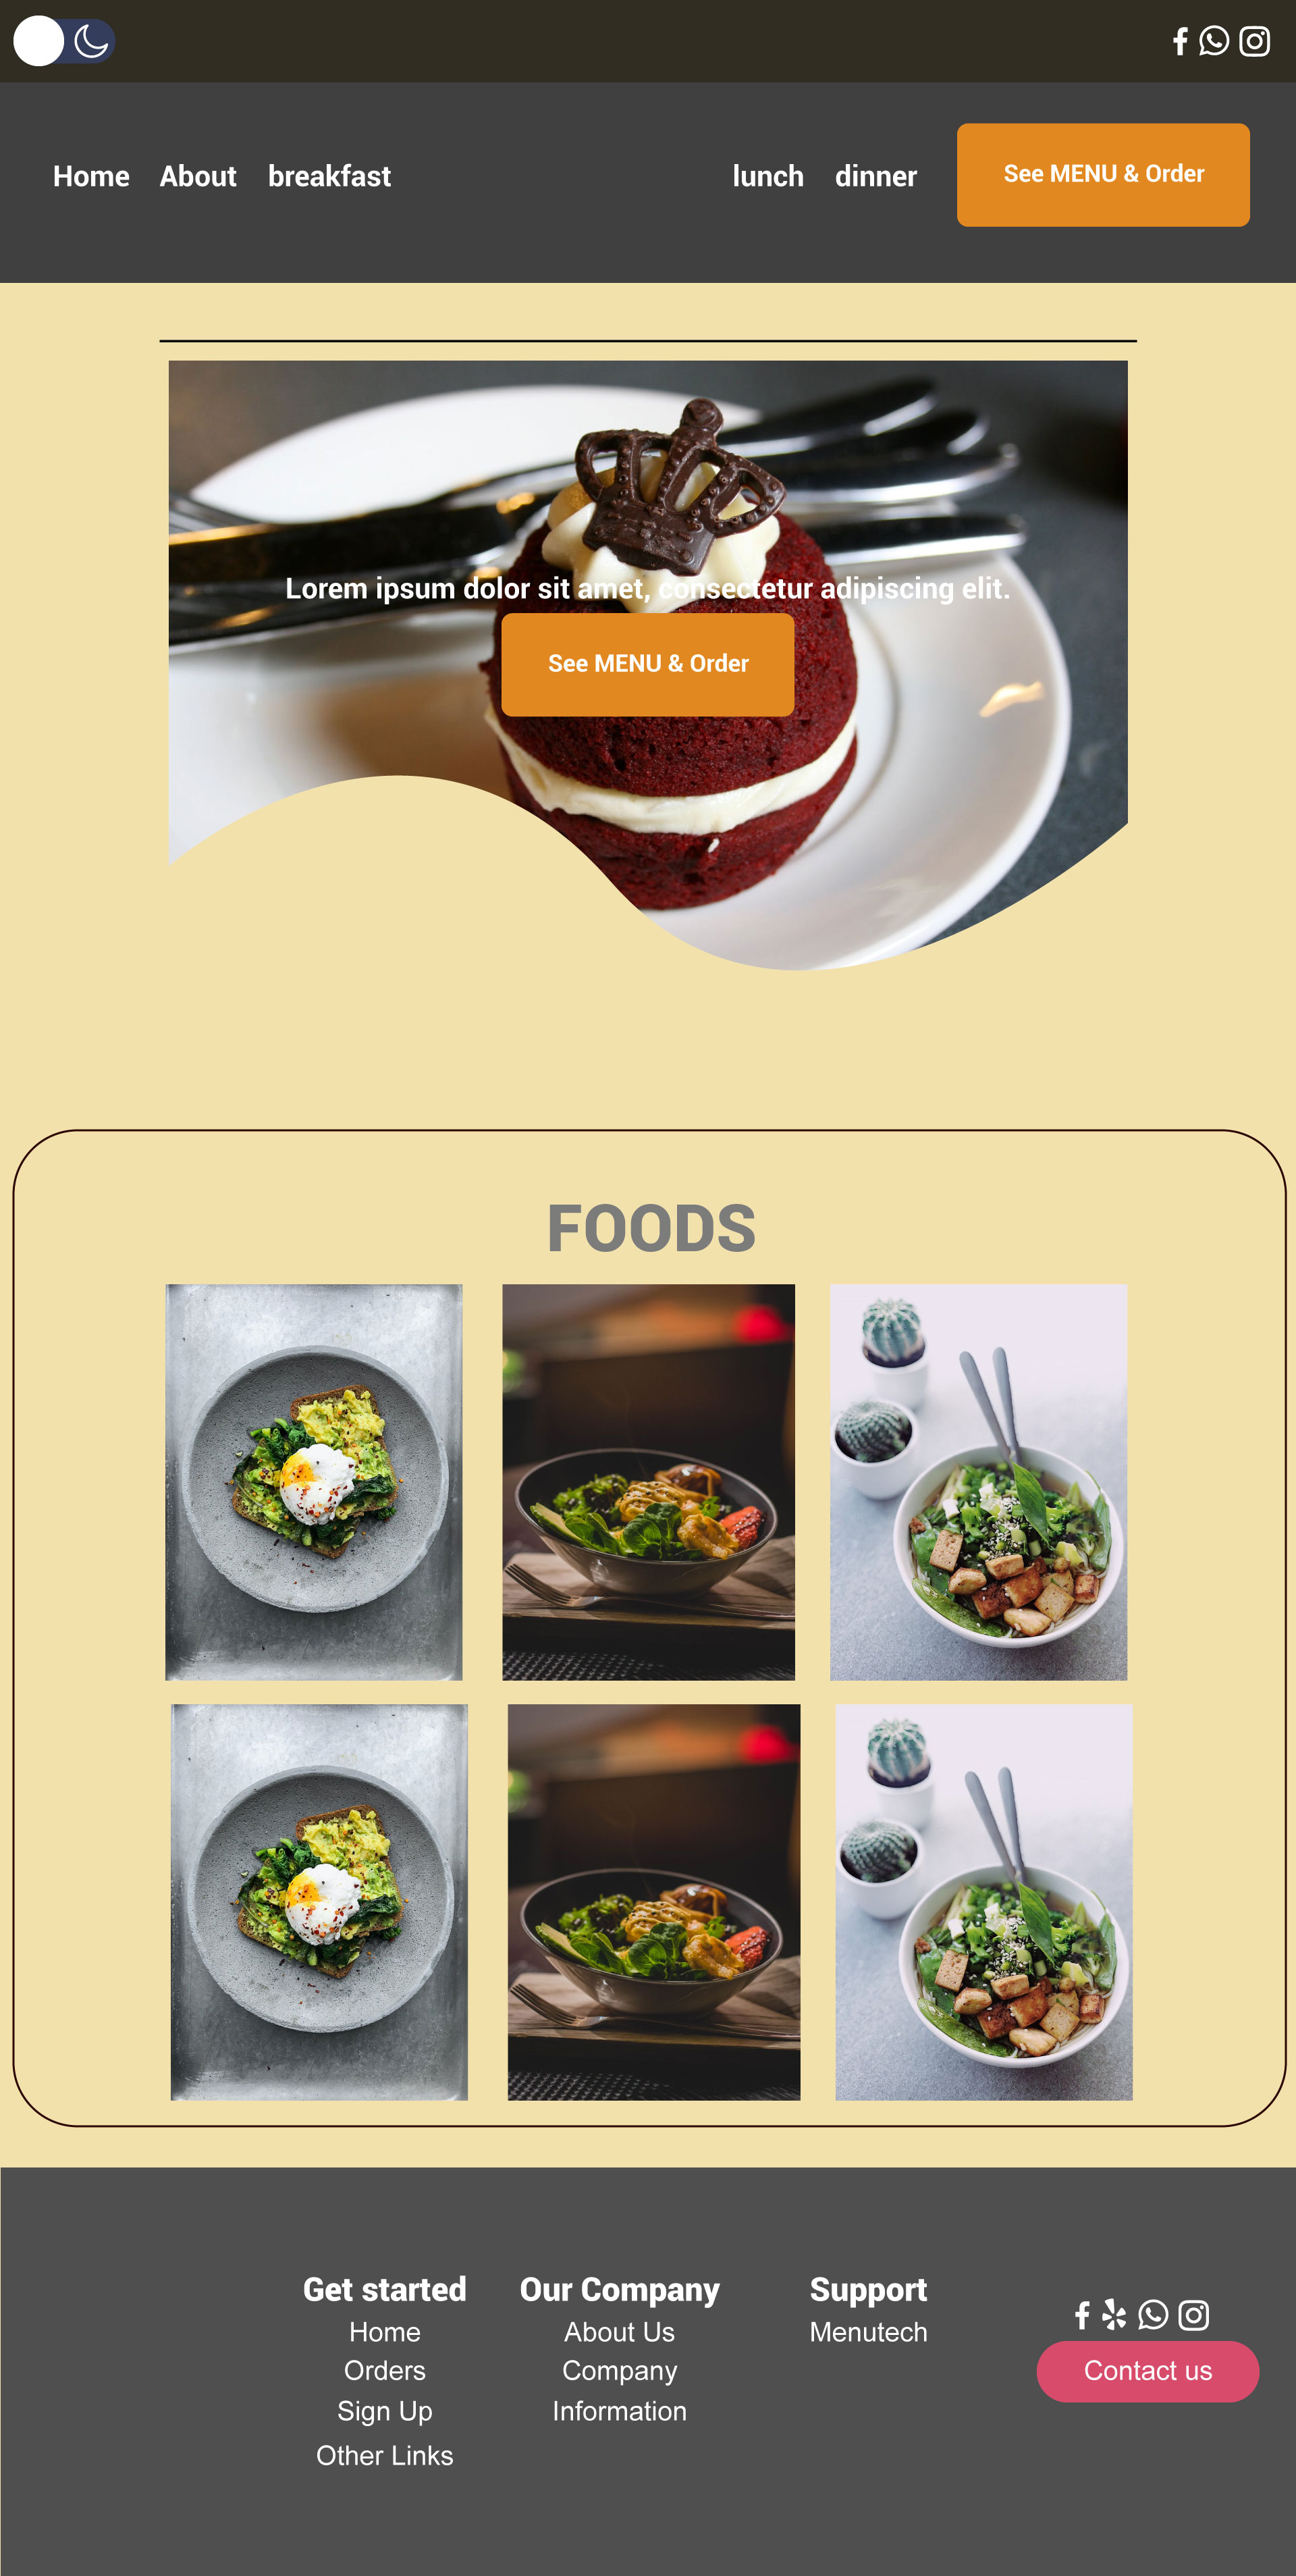 Home About breakfast lunch dinner See MENU & Order
Lorem ipsum dolor sit amet, consectetur adipiscing elit.
See MENU & Order
FOODS
Get started
Home
Orders
Sign Up
Other Links
Our Company
About Us
Company
Information
Support
Menutech
Contact us